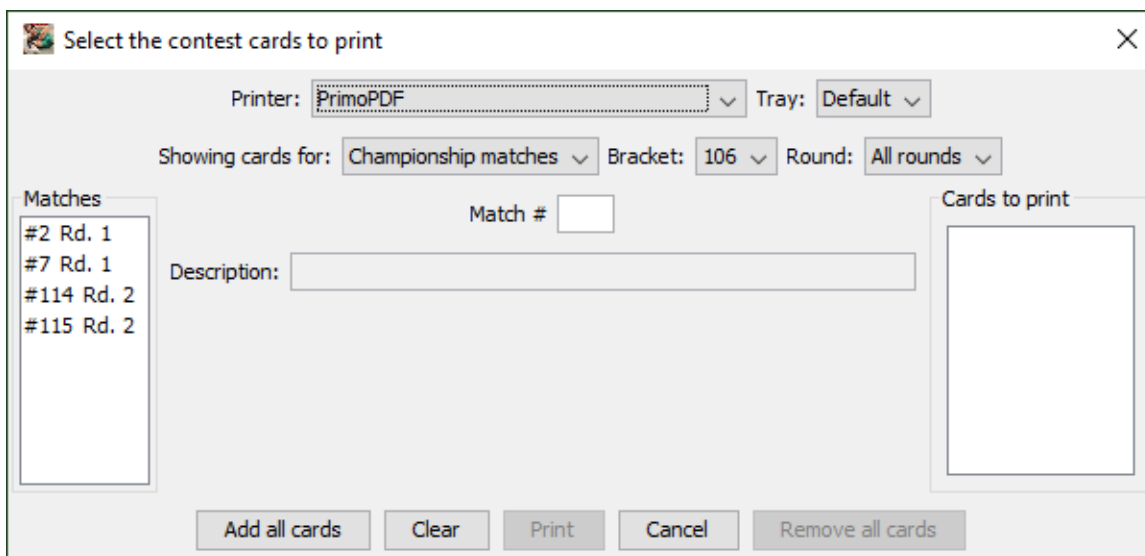 Select the contest cards to print
Printer: PrimoPDF Tray: Default
Showing cards for: Championship matches Bracket: 106 Round: All rounds
Matches
#2 Rd. 1
#7 Rd. 1
#114 Rd. 2
#115 Rd. 2
Match #
Description:
Cards to print
Add all cards Clear Print Cancel Remove all cards